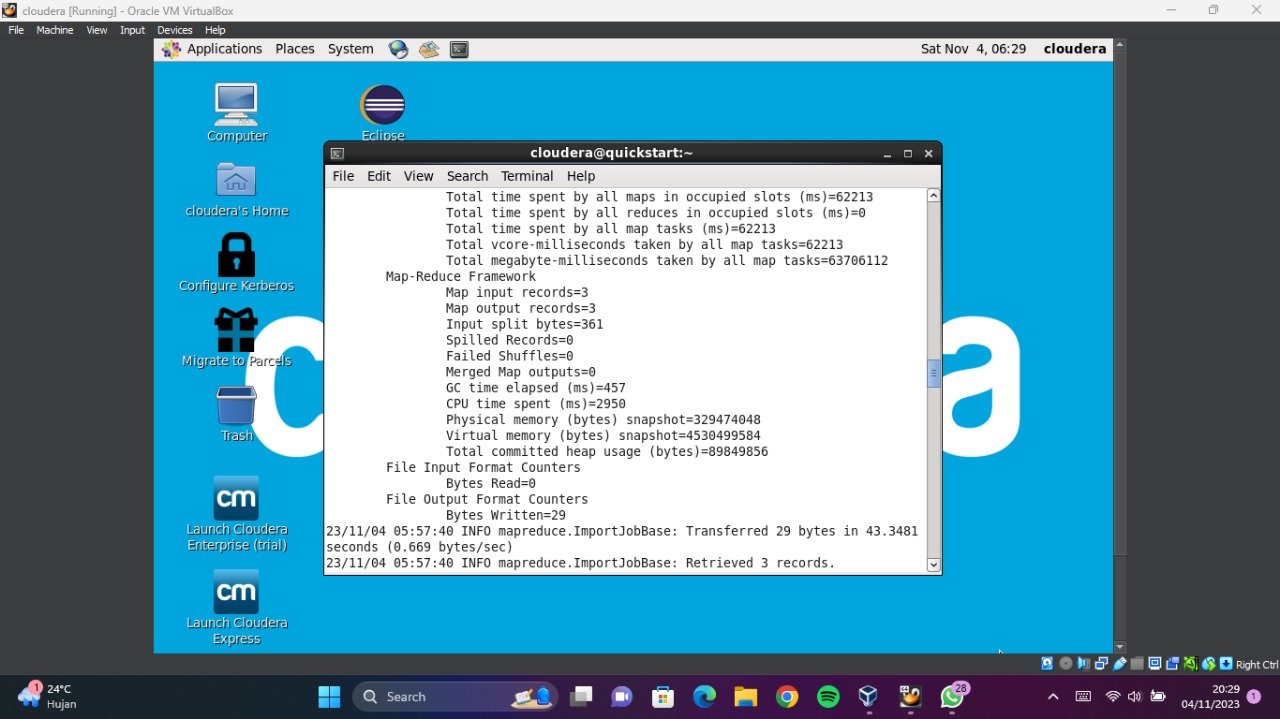 cloudera [Running] - Oracle VM VirtualBox
File Machine View Input Devices Help
Applications Places System
Sat Nov 4, 06:29 cloudera
Computer
Eclipse
cloudera's Home
Configure Kerberos
Migrate to Parcels
Trash
cm
Launch Cloudera
Enterprise (trial)
cm
Launch Cloudera
Express
c
a
cloudera@quickstart:~
File Edit View Search Terminal Help
Total time spent by all maps in occupied slots (ms)=62213
Total time spent by all reduces in occupied slots (ms)=0
Total time spent by all map tasks (ms)=62213
Total vcore-milliseconds taken by all map tasks=62213
Total megabyte-milliseconds taken by all map tasks=63706112
Map-Reduce Framework
Map input records=3
Map output records=3
Input split bytes=361
Spilled Records=0
Failed Shuffles=0
Merged Map outputs=0
GC time elapsed (ms)=457
CPU time spent (ms)=2950
Physical memory (bytes) snapshot=329474048
Virtual memory (bytes) snapshot=4530499584
Total committed heap usage (bytes)=89849856
File Input Format Counters
Bytes Read=0
File Output Format Counters
Bytes Written=29
23/11/04 05:57:40 INFO mapreduce.ImportJobBase: Transferred 29 bytes in 43.3481
seconds (0.669 bytes/sec)
23/11/04 05:57:40 INFO mapreduce.ImportJobBase: Retrieved 3 records.
Right Ctrl
1
24°C
Hujan
Search
28
20:29
04/11/2023
1